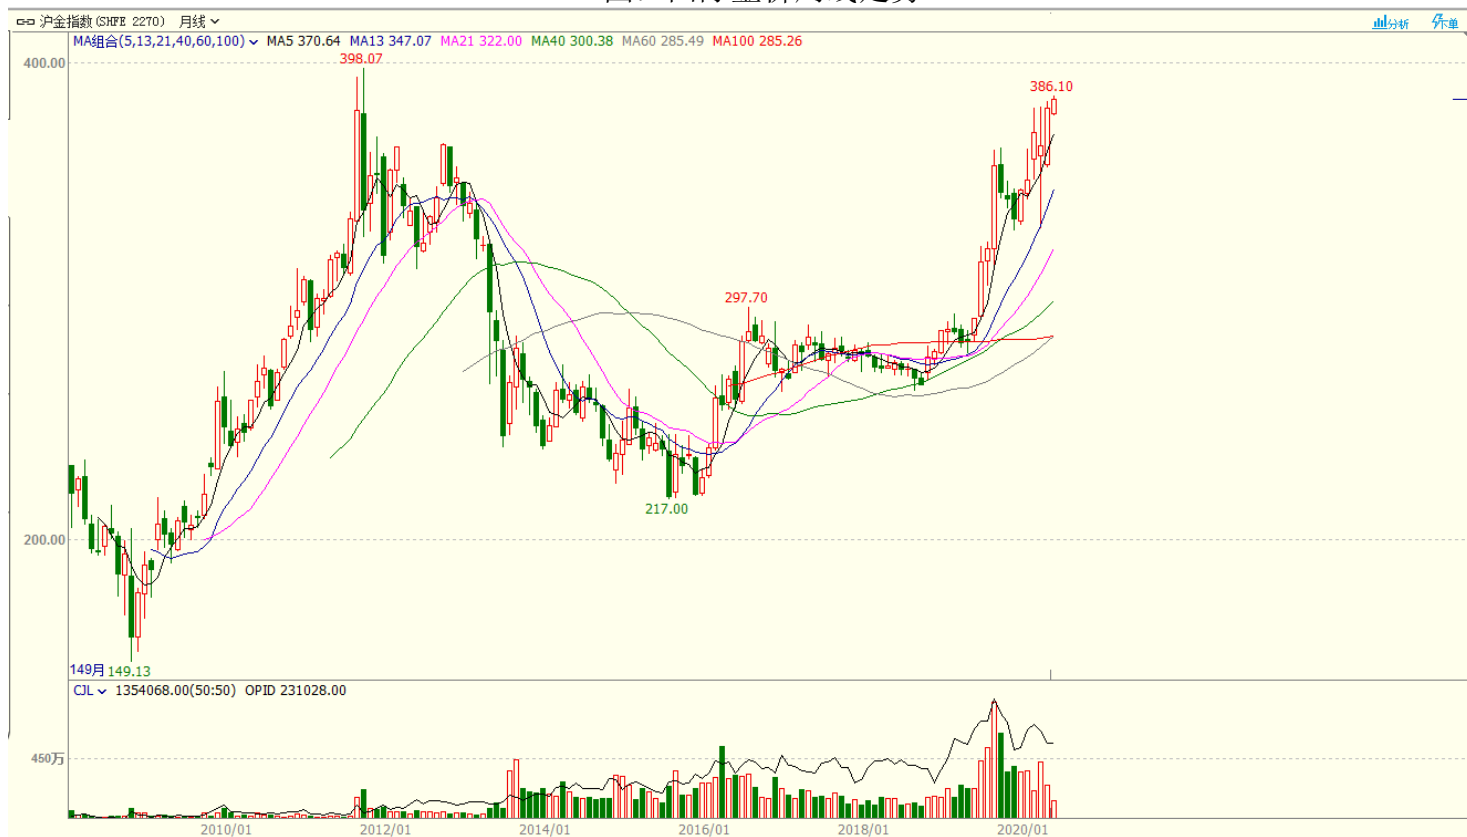 沪金指数(SHFE 2270) 月线
分析 下单
MA组合(5,13,21,40,60,100) MA5 370.64 MA13 347.07 MA21 322.00 MA40 300.38 MA60 285.49 MA100 285.26
398.07
400.00
386.10
297.70
217.00
200.00
149月 149.13
CJL 1354068.00(50:50) OPID 231028.00
450万
2010/01 2012/01 2014/01 2016/01 2018/01 2020/01